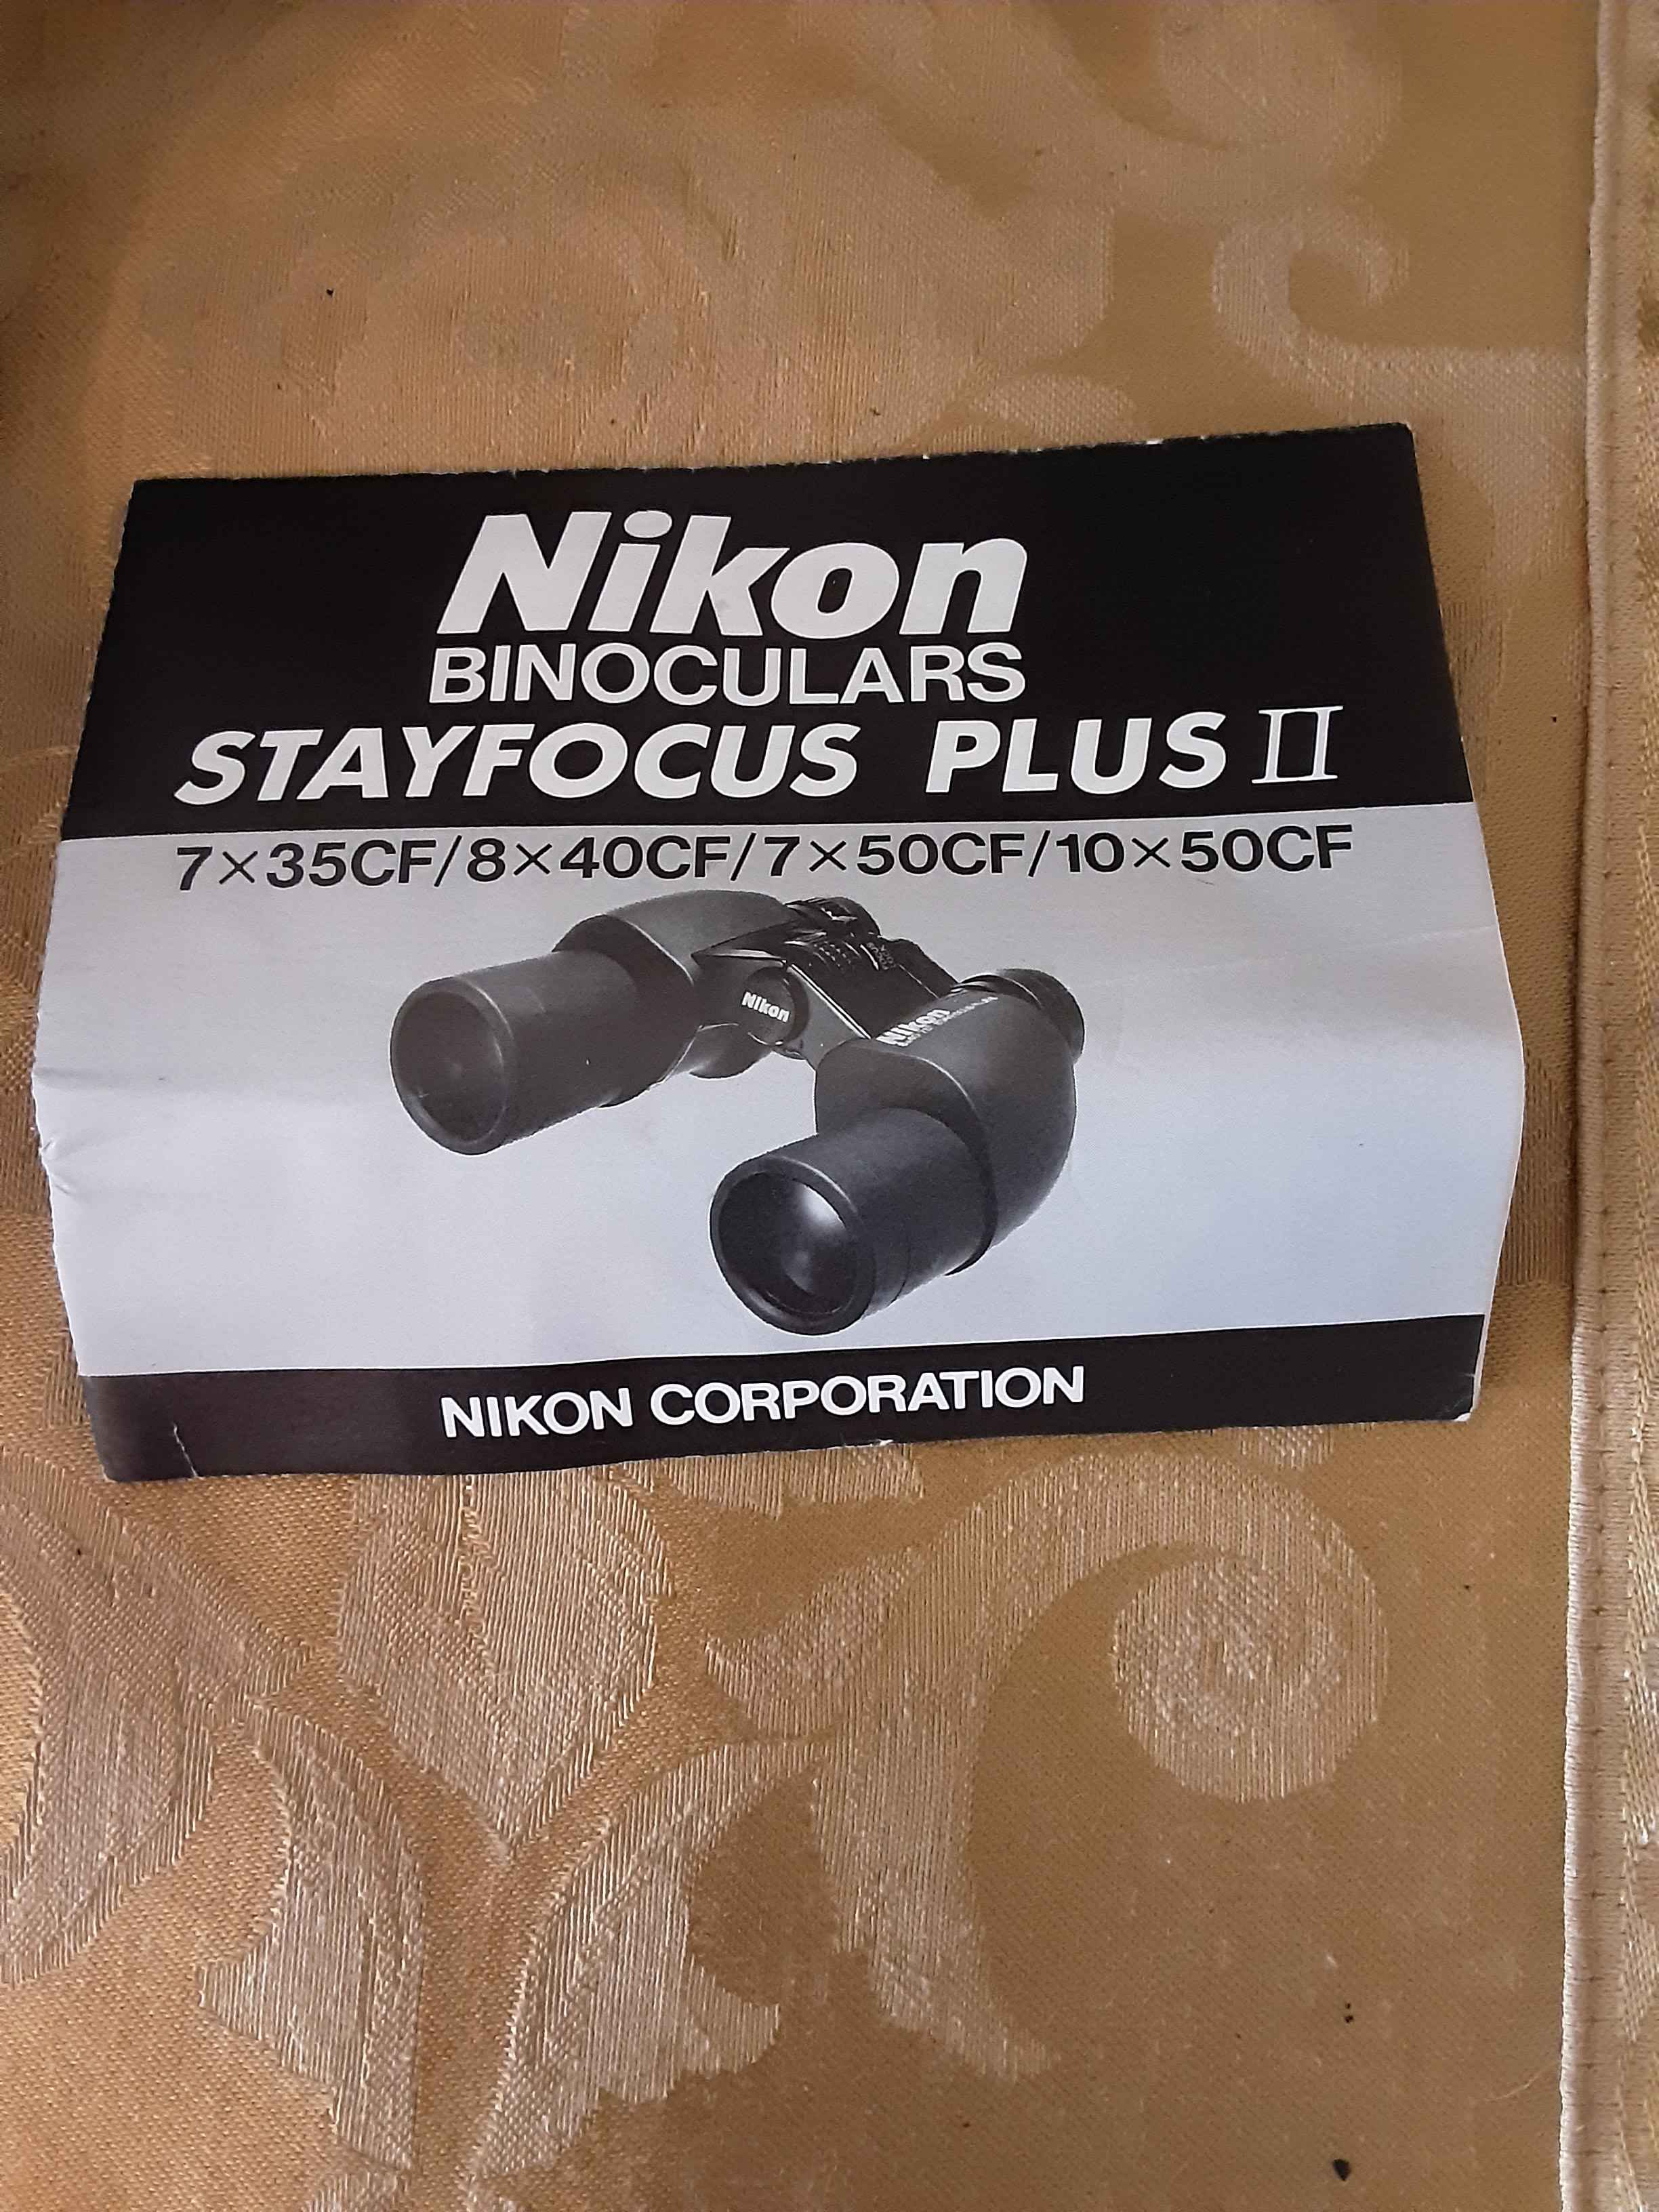 Nikon
BINOCULARS
STAYFOCUS PLUS II
7×35CF/8×40CF/7×50CF/10×50CF
Nikon
Nikon
NIKON CORPORATION